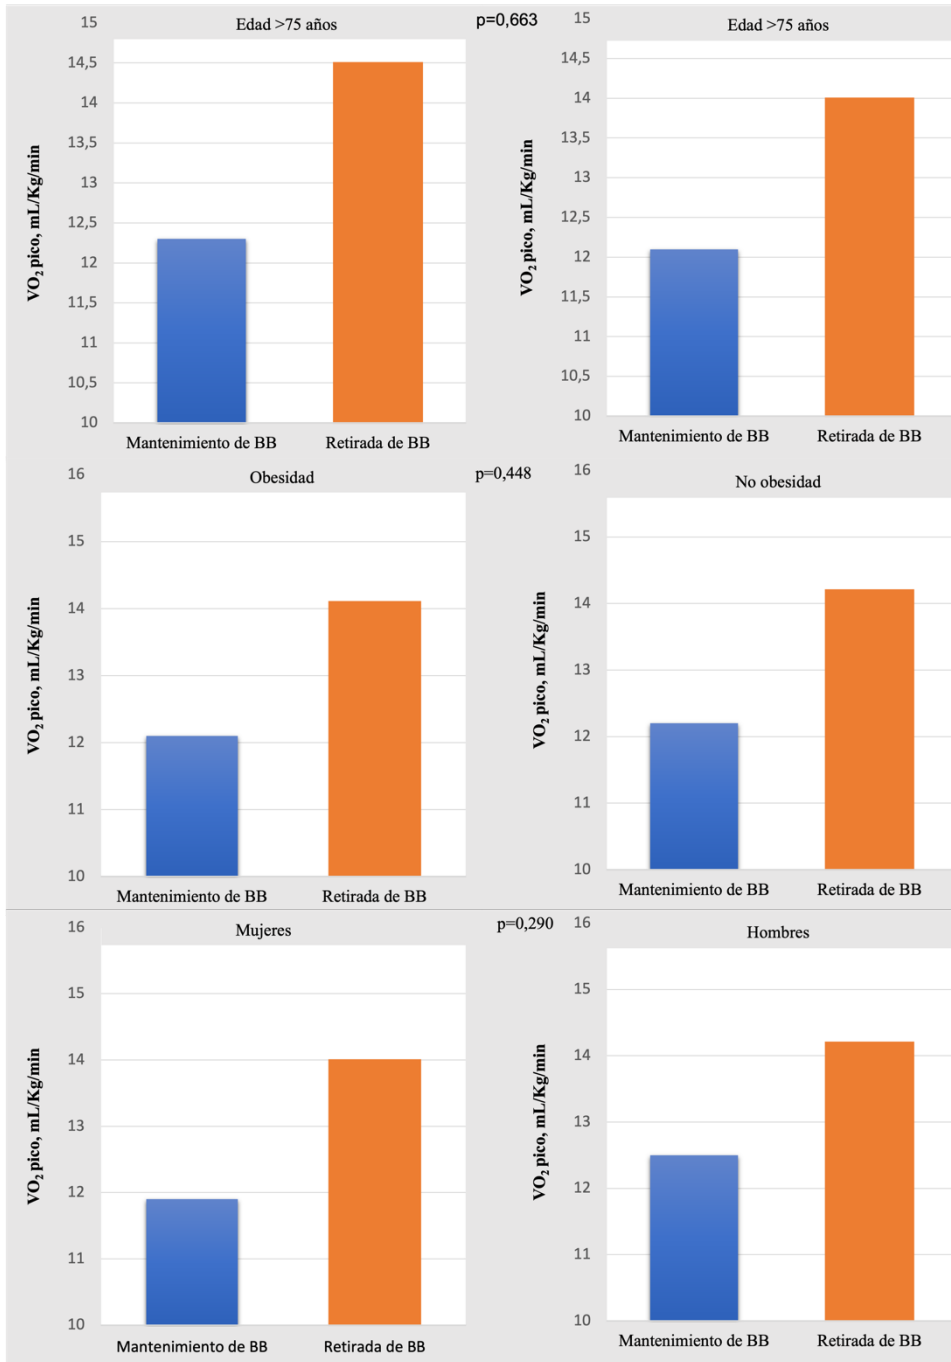 Edad >75 años
p=0,663
Edad >75 años
VO₂ pico, mL/Kg/min
15
14,5
14
13,5
13
12,5
12
11,5
11
10,5
10
Mantenimiento de BB
Retirada de BB
VO₂ pico, mL/Kg/min
15
14,5
14
13,5
13
12,5
12
11,5
11
10,5
10
Mantenimiento de BB
Retirada de BB
Obesidad
p=0,448
No obesidad
VO₂ pico, mL/Kg/min
16
15
14
13
12
11
10
Mantenimiento de BB
Retirada de BB
VO₂ pico, mL/Kg/min
16
15
14
13
12
11
10
Mantenimiento de BB
Retirada de BB
Mujeres
p=0,290
Hombres
VO₂ pico, mL/Kg/min
16
15
14
13
12
11
10
Mantenimiento de BB
Retirada de BB
VO₂ pico, mL/Kg/min
16
15
14
13
12
11
10
Mantenimiento de BB
Retirada de BB